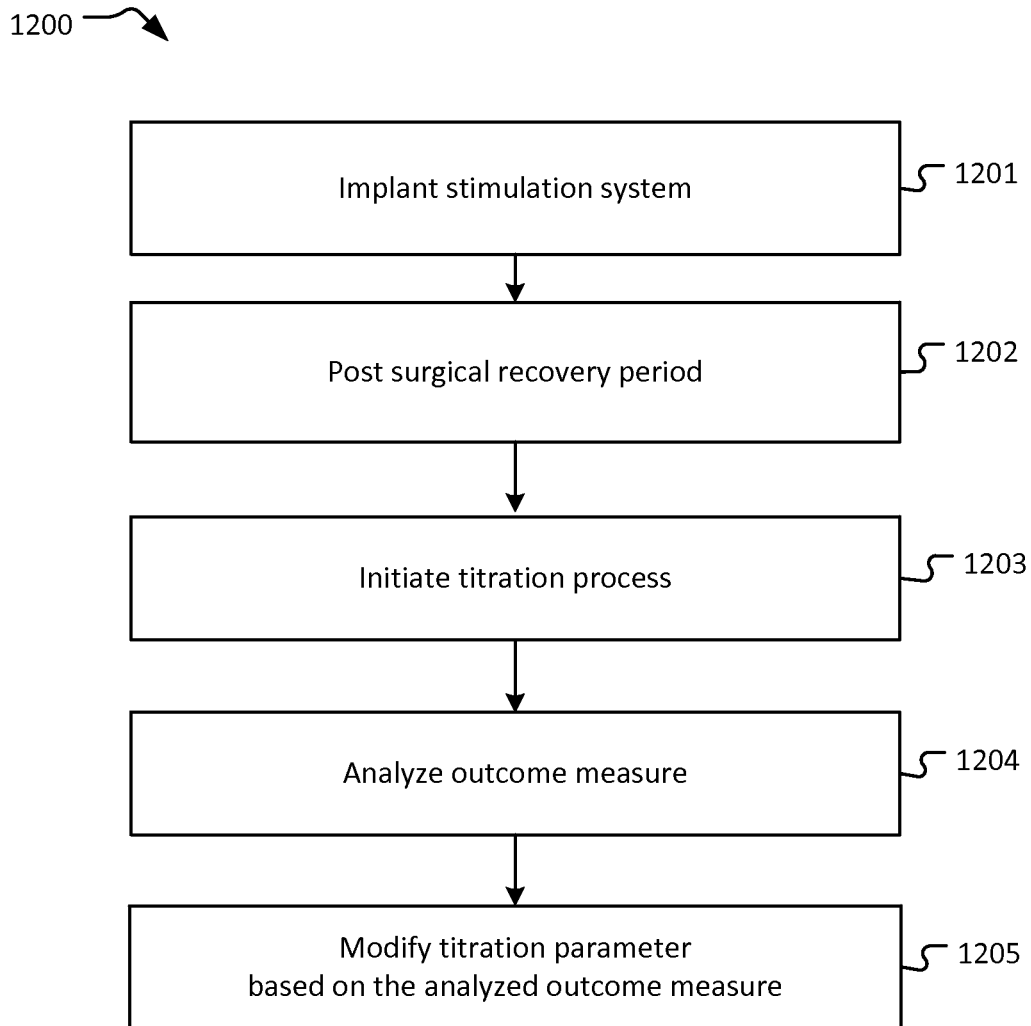 1200
Implant stimulation system
1201
Post surgical recovery period
1202
Initiate titration process
1203
Analyze outcome measure
1204
Modify titration parameter
based on the analyzed outcome measure
1205